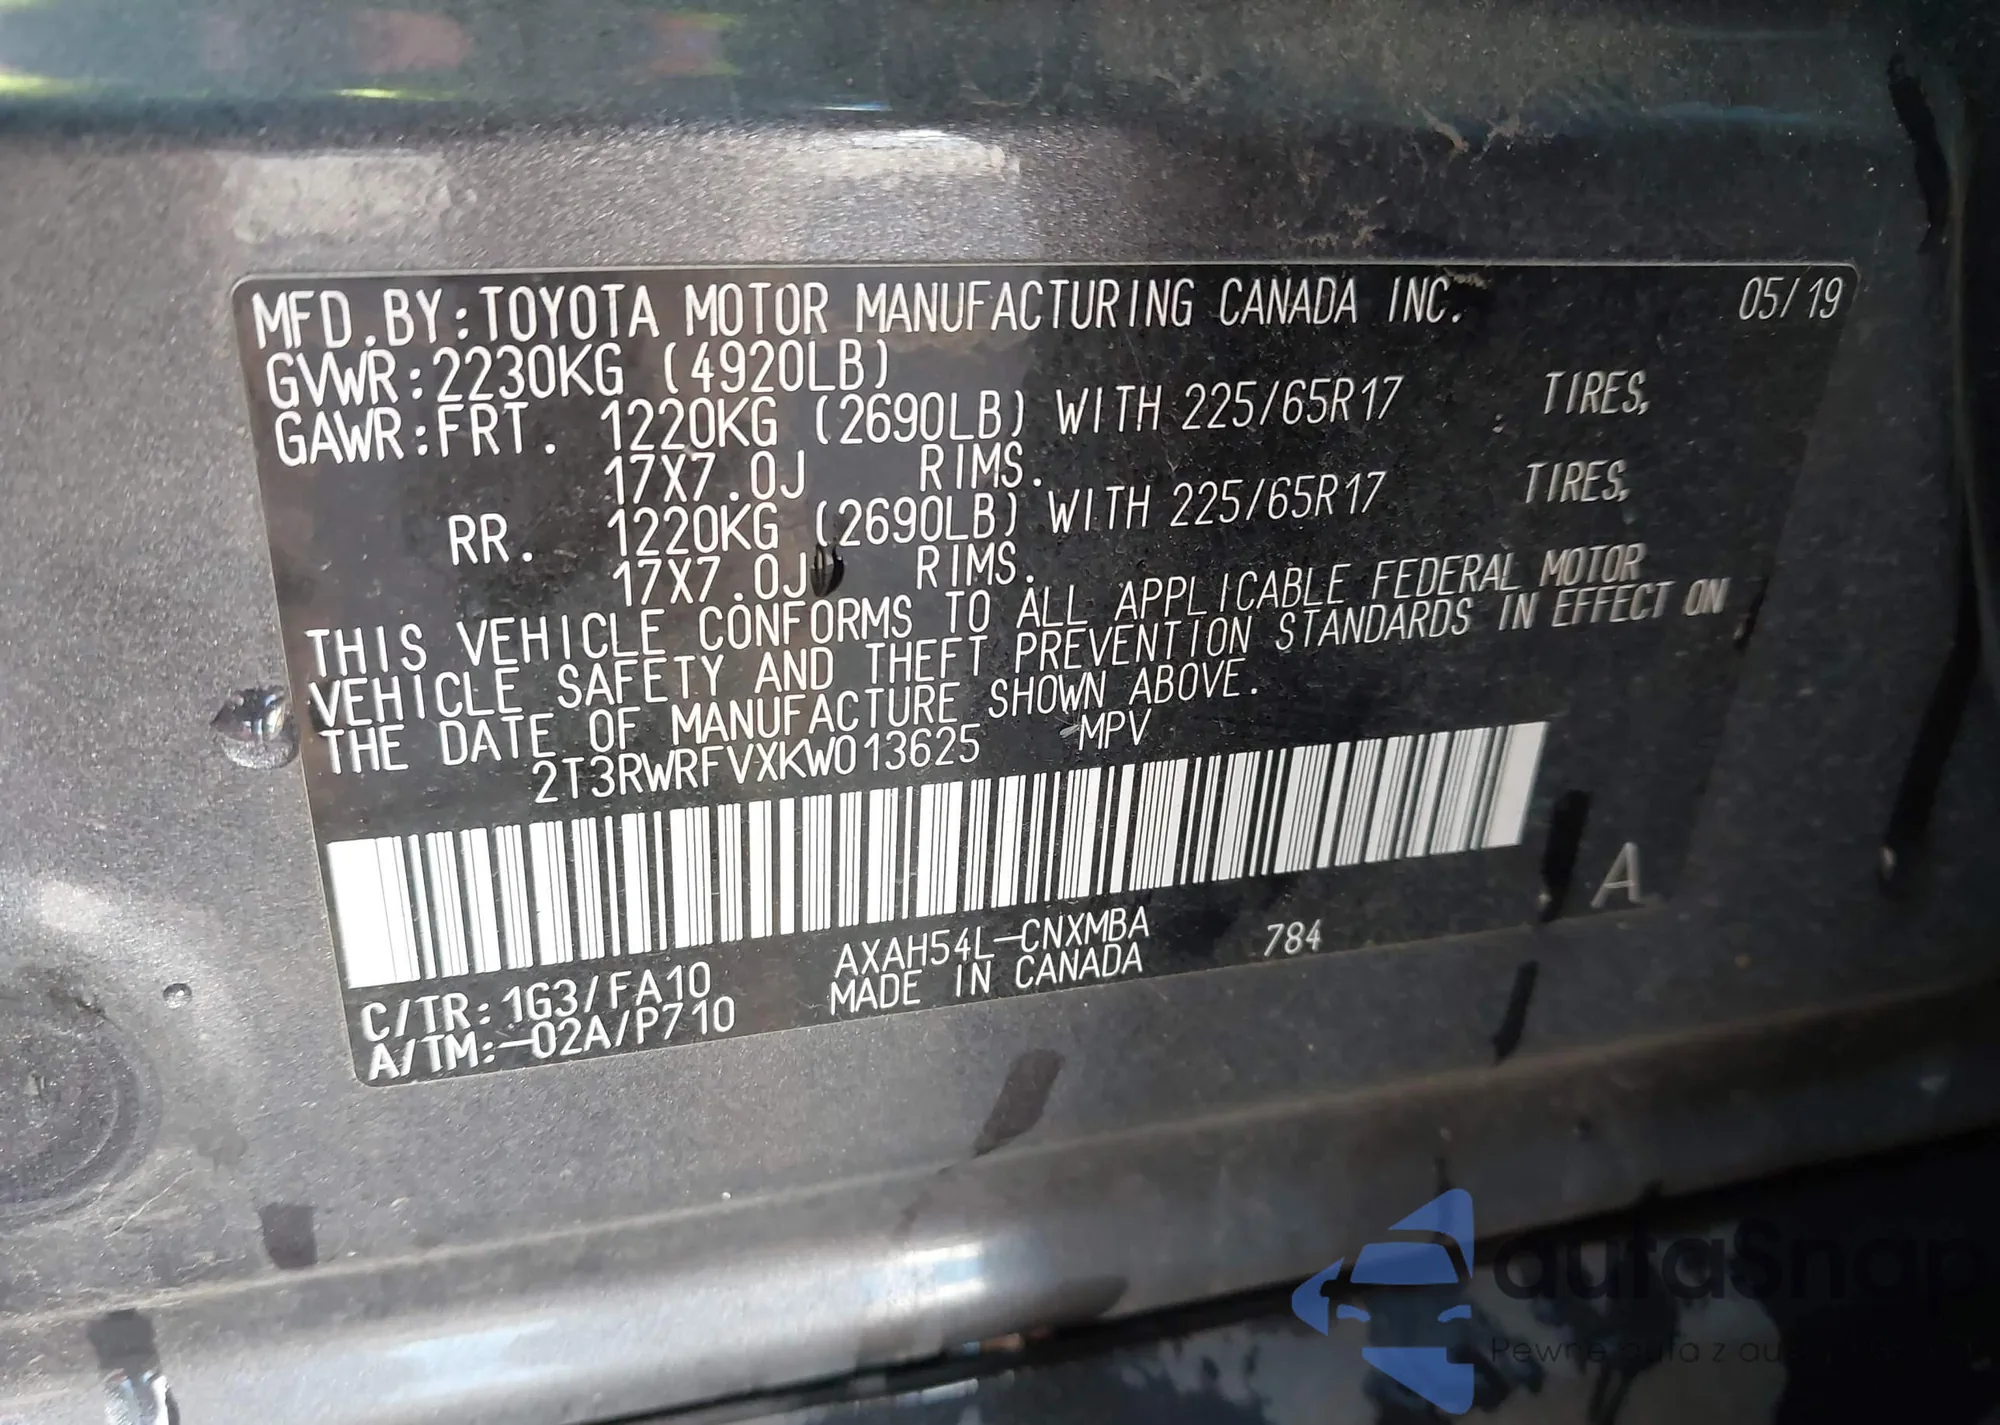 MFD.BY:TOYOTA MOTOR MANUFACTURING CANADA INC. 05/19
GVWR:2230KG (4920LB)
GAWR:FRT. 1220KG (2690LB) WITH 225/65R17 TIRES,
17X7.0J RIMS.
RR. 1220KG (2690LB) WITH 225/65R17 TIRES,
17X7.0J RIMS.
THIS VEHICLE CONFORMS TO ALL APPLICABLE FEDERAL MOTOR
VEHICLE SAFETY AND THEFT PREVENTION STANDARDS IN EFFECT ON
THE DATE OF MANUFACTURE SHOWN ABOVE.
2T3RWRFVXKW013625 MPV
A
C/TR:1G3/FA10 AXAH54L-CNXMBA 784
A/TM:-02A/P710 MADE IN CANADA
autaSnap
Pewne auta z